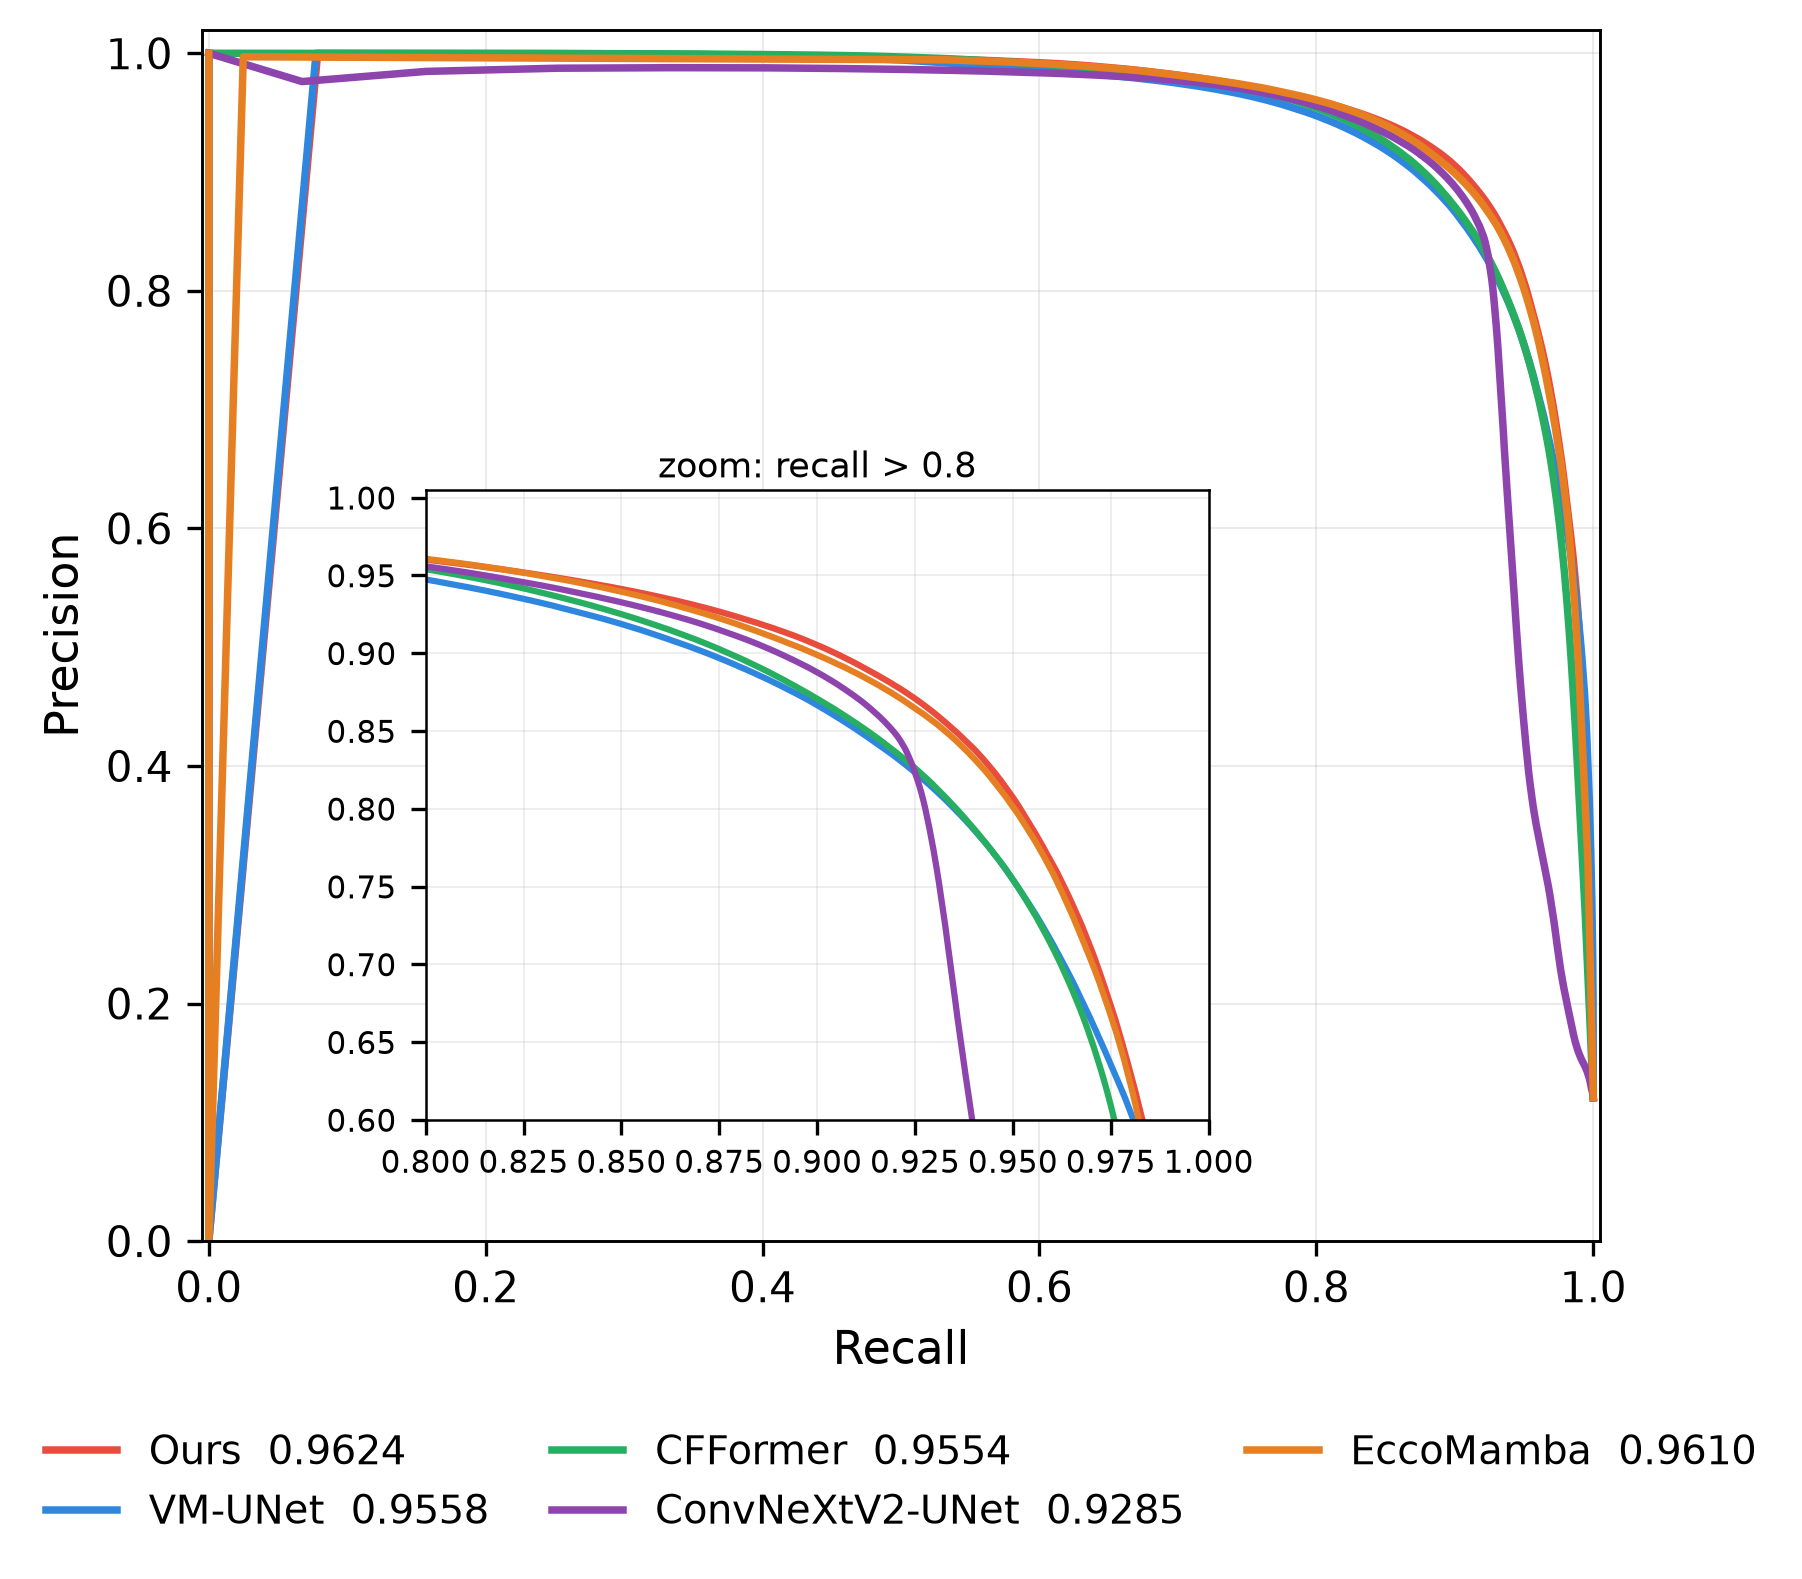 1.0
0.8
0.6
0.4
0.2
0.0
Precision
zoom: recall > 0.8
1.00
0.95
0.90
0.85
0.80
0.75
0.70
0.65
0.60
0.800 0.825 0.850 0.875 0.900 0.925 0.950 0.975 1.000
0.0 0.2 0.4 0.6 0.8 1.0
Recall
Ours 0.9624 CFFormer 0.9554 EccoMamba 0.9610
VM-UNet 0.9558 ConvNeXtV2-UNet 0.9285